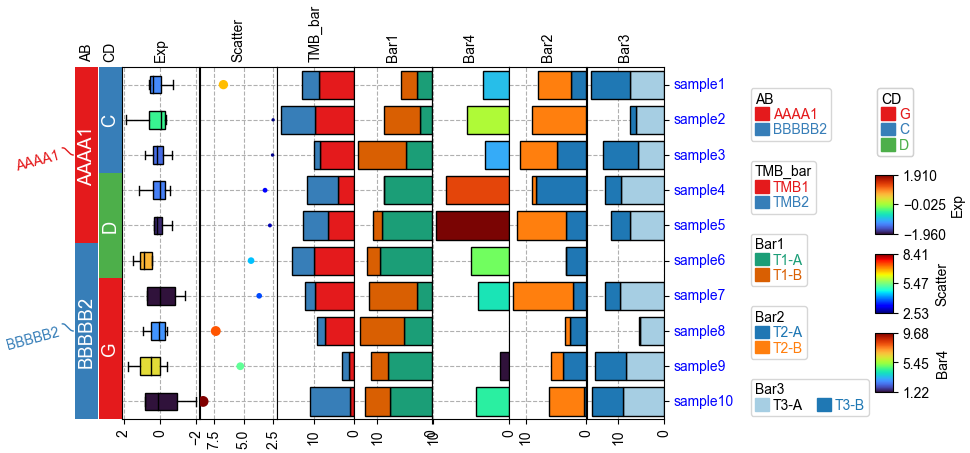 AB
CD
Exp
Scatter
TMB_bar
Bar1
Bar4
Bar2
Bar3
AAAA1
AAAA1
BBBBB2
BBBBB2
C
D
G
sample1
sample2
sample3
sample4
sample5
sample6
sample7
sample8
sample9
sample10
2
0
−2
7.5
5.0
2.5
10
0
10
0
10
0
10
0
10
0
AB
AAAA1
BBBBB2
TMB_bar
TMB1
TMB2
Bar1
T1-A
T1-B
Bar2
T2-A
T2-B
Bar3
T3-A T3-B
CD
G
C
D
1.910
-0.025
-1.960
Exp
8.41
5.47
2.53
Scatter
9.68
5.45
1.22
Bar4